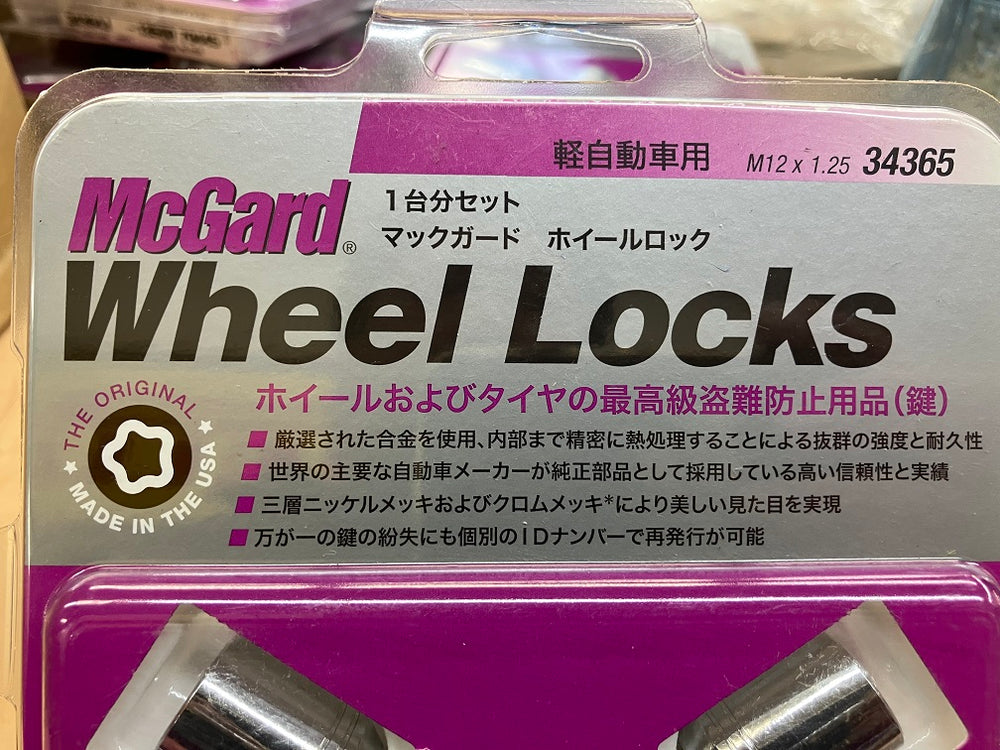 軽自動車用 M12 x 1.25 34365
McGard®
1台分セット
マックガード ホイールロック
Wheel Locks
THE ORIGINAL
★ MADE IN THE USA ★
ホイールおよびタイヤの最高級盗難防止用品(鍵)
■ 厳選された合金を使用、内部まで精密に熱処理することによる抜群の強度と耐久性
■ 世界の主要な自動車メーカーが純正部品として採用している高い信頼性と実績
■ 三層ニッケルメッキおよびクロムメッキ*により美しい見た目を実現
■ 万が一の鍵の紛失にも個別のIDナンバーで再発行が可能